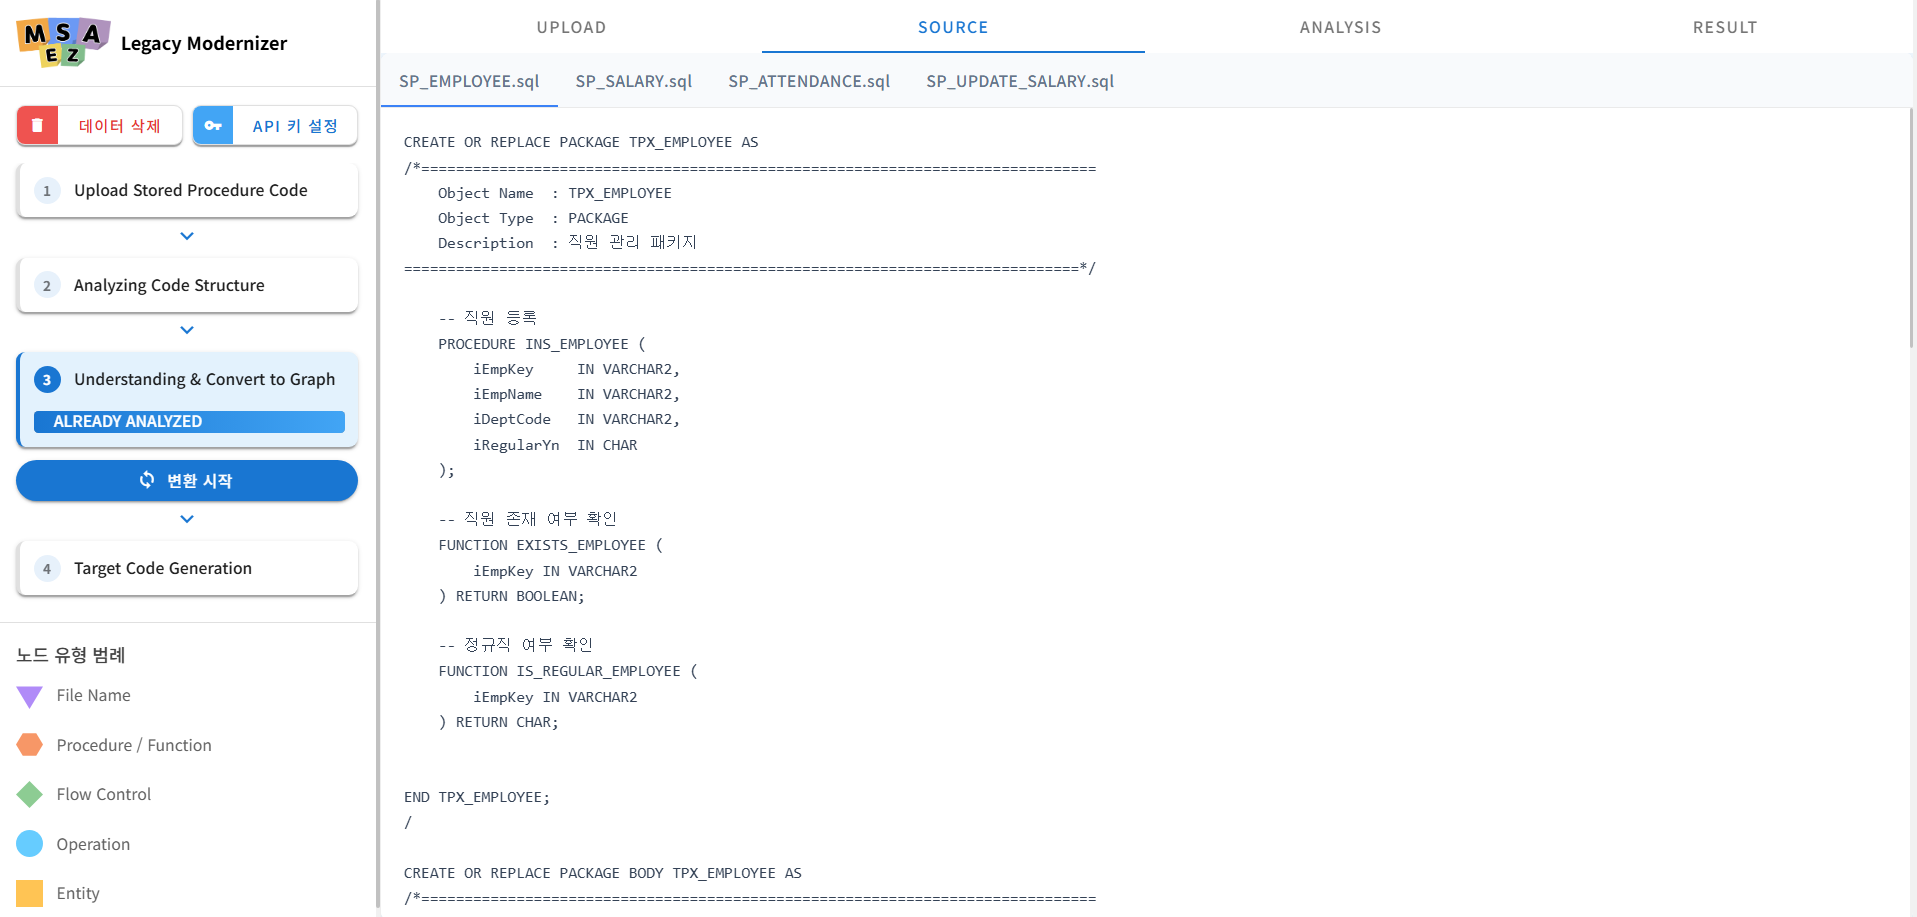 MSA
EZ
Legacy Modernizer
데이터 삭제
API 키 설정
1 Upload Stored Procedure Code
2 Analyzing Code Structure
3 Understanding & Convert to Graph
ALREADY ANALYZED
변환 시작
4 Target Code Generation
노드 유형 범례
File Name
Procedure / Function
Flow Control
Operation
Entity
UPLOAD SOURCE ANALYSIS RESULT
SP_EMPLOYEE.sql SP_SALARY.sql SP_ATTENDANCE.sql SP_UPDATE_SALARY.sql
CREATE OR REPLACE PACKAGE TPX_EMPLOYEE AS
/*==============================================================================
    Object Name  : TPX_EMPLOYEE
    Object Type  : PACKAGE
    Description  : 직원 관리 패키지
==============================================================================*/
    -- 직원 등록
    PROCEDURE INS_EMPLOYEE (
        iEmpKey     IN VARCHAR2,
        iEmpName    IN VARCHAR2,
        iDeptCode   IN VARCHAR2,
        iRegularYn  IN CHAR
    );
    -- 직원 존재 여부 확인
    FUNCTION EXISTS_EMPLOYEE (
        iEmpKey IN VARCHAR2
    ) RETURN BOOLEAN;
    -- 정규직 여부 확인
    FUNCTION IS_REGULAR_EMPLOYEE (
        iEmpKey IN VARCHAR2
    ) RETURN CHAR;
END TPX_EMPLOYEE;
/
CREATE OR REPLACE PACKAGE BODY TPX_EMPLOYEE AS
/*==============================================================================